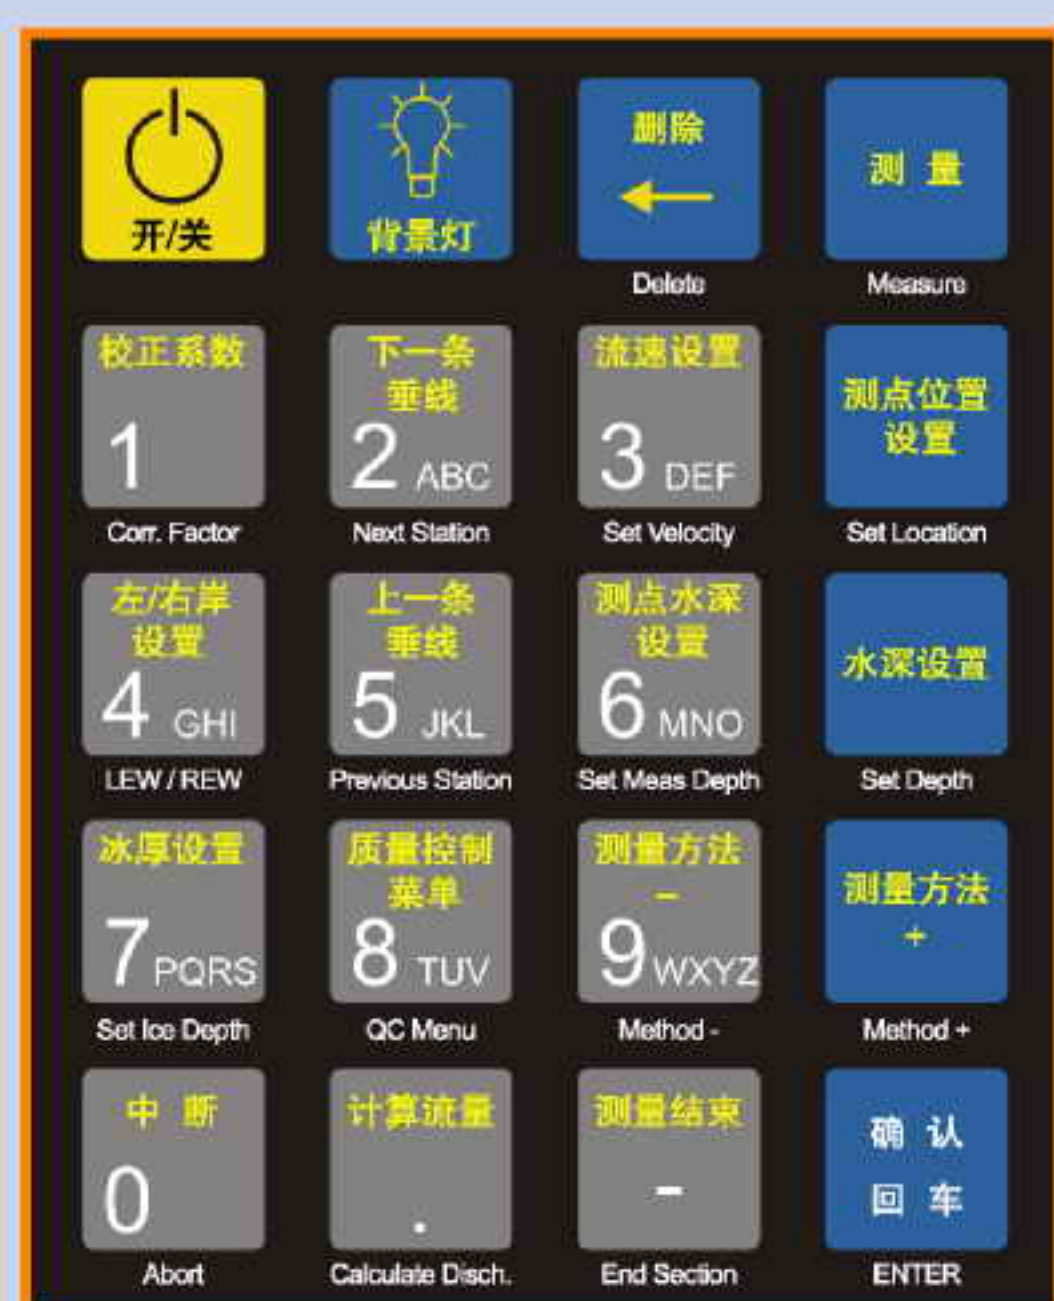 开/关
背景灯
删除
Delete
测 量
Measure
校正系数
1
Corr. Factor
下一条
垂线
2 ABC
Next Station
流速设置
3 DEF
Set Velocity
测点位置
设置
Set Location
左/右岸
设置
4 GHI
LEW / REW
上一条
垂线
5 JKL
Previous Station
测点水深
设置
6 MNO
Set Meas Depth
水深设置
Set Depth
冰厚设置
7 PQRS
Set Ice Depth
质量控制
菜单
8 TUV
QC Menu
测量方法
-
9 WXYZ
Method -
测量方法
+
Method +
中 断
0
Abort
计算流量
.
Calculate Disch.
测量结束
-
End Section
确 认
回 车
ENTER